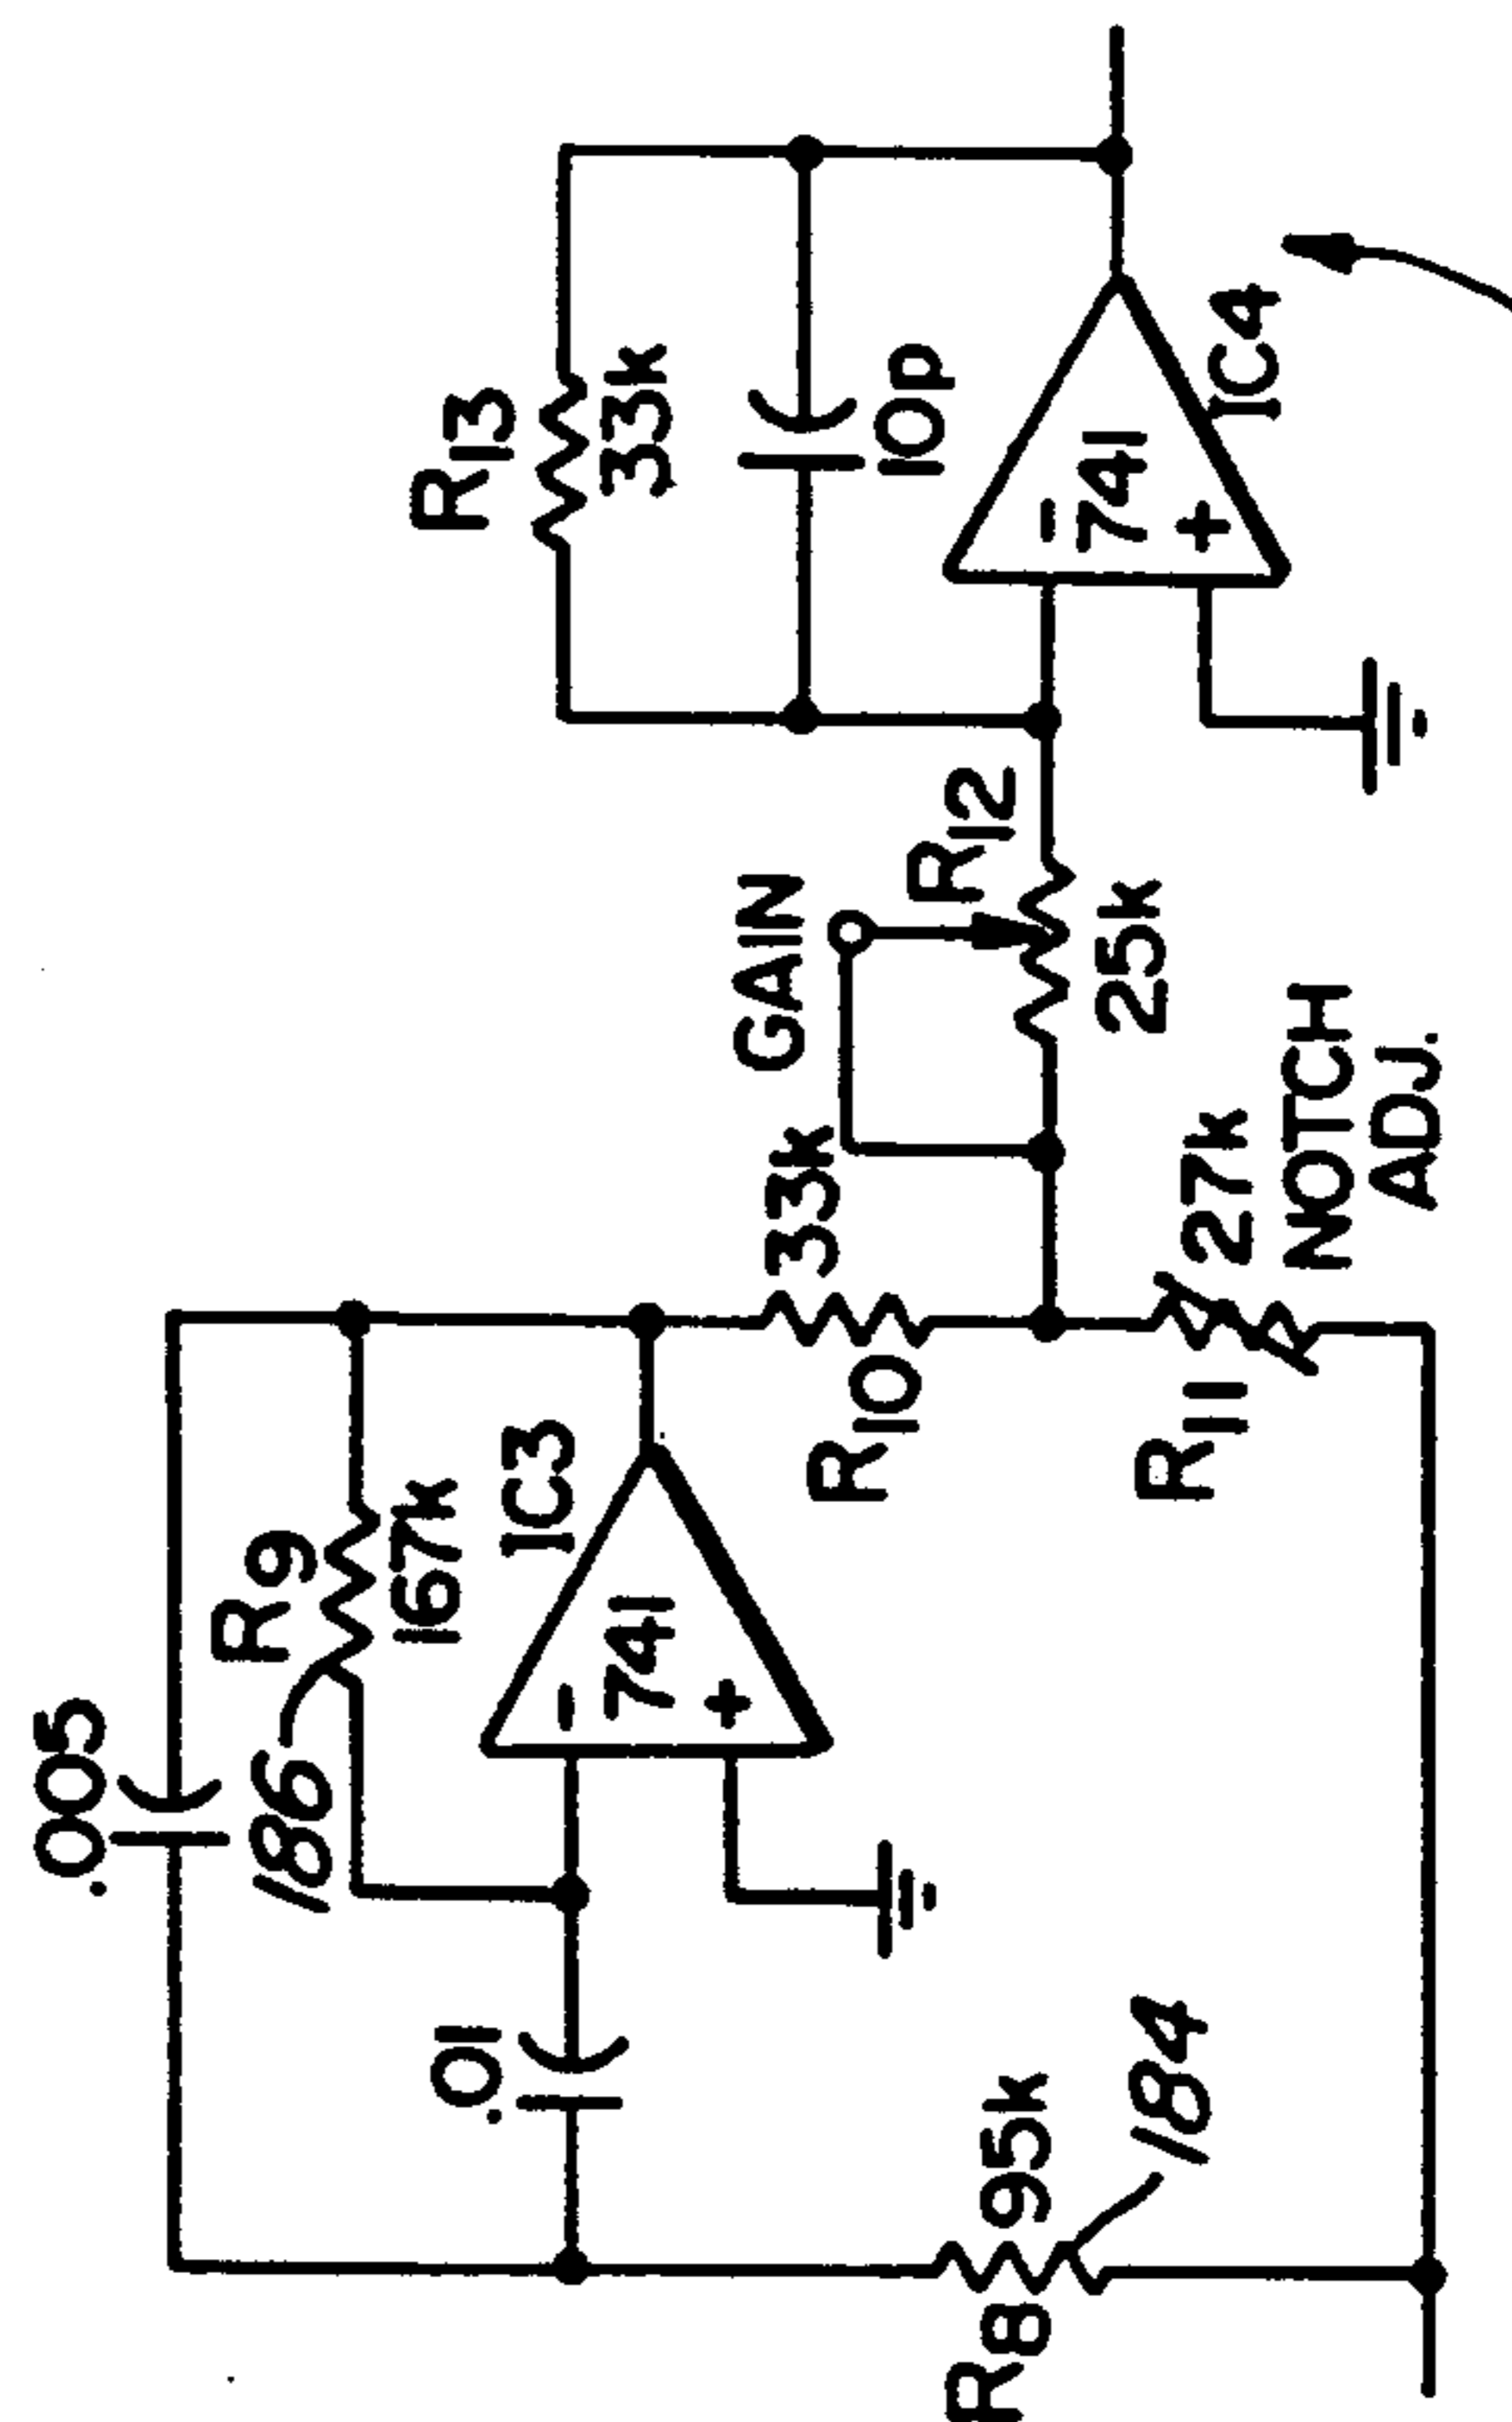 .005
R9
186
167k
.01
IC3
741
−
+
R8
95k
184
R10
33k
R11
27k
NOTCH
ADJ.
GAIN
R12
25k
R13
33k
10p
−
741
+
IC4